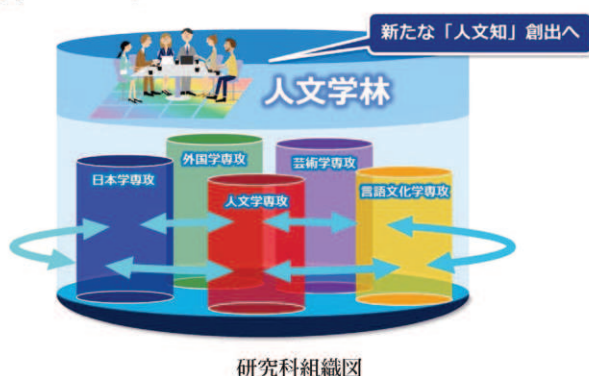 新たな「人文知」創出へ
人文学林
外国学専攻
芸術学専攻
日本学専攻
人文学専攻
言語文化学専攻
研究科組織図